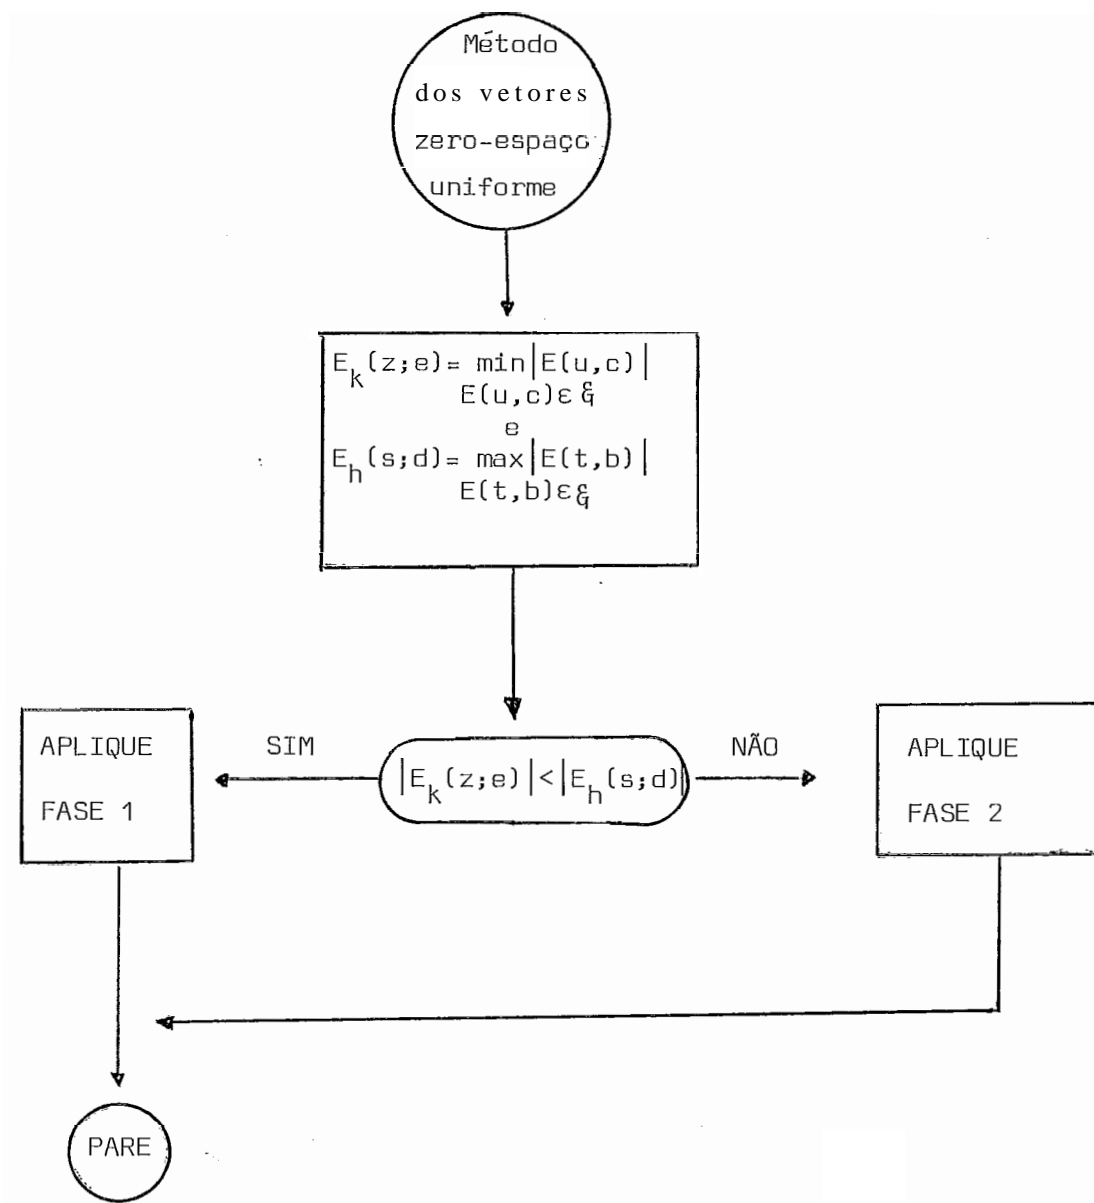 Método
dos vetores
zero-espaço
uniforme
E_k(z;e)= min|E(u,c)|
E(u,c)ε ξ
e
E_h(s;d)= max|E(t,b)|
E(t,b)ε ξ
APLIQUE
FASE 1
SIM
|E_k(z;e)|<|E_h(s;d)|
NÃO
APLIQUE
FASE 2
PARE